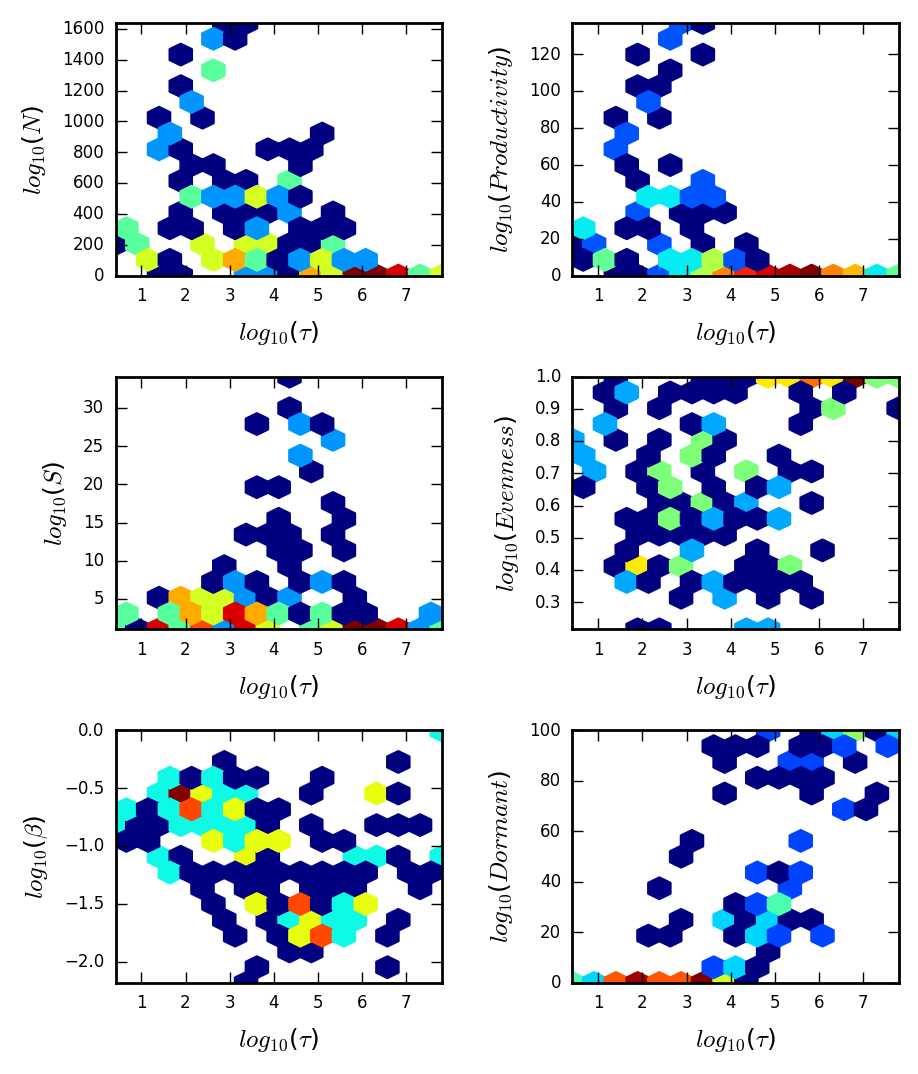 1600
1400
1200
1000
800
600
400
200
0
log10(N)
1 2 3 4 5 6 7
log10(τ)
120
100
80
60
40
20
0
log10(Productivity)
1 2 3 4 5 6 7
log10(τ)
30
25
20
15
10
5
log10(S)
1 2 3 4 5 6 7
log10(τ)
1.0
0.9
0.8
0.7
0.6
0.5
0.4
0.3
log10(Evenness)
1 2 3 4 5 6 7
log10(τ)
0.0
−0.5
−1.0
−1.5
−2.0
log10(β)
1 2 3 4 5 6 7
log10(τ)
100
80
60
40
20
0
log10(Dormant)
1 2 3 4 5 6 7
log10(τ)